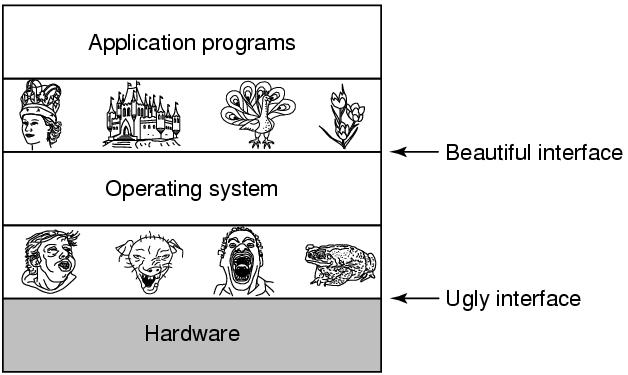 Application programs
Beautiful interface
Operating system
Ugly interface
Hardware